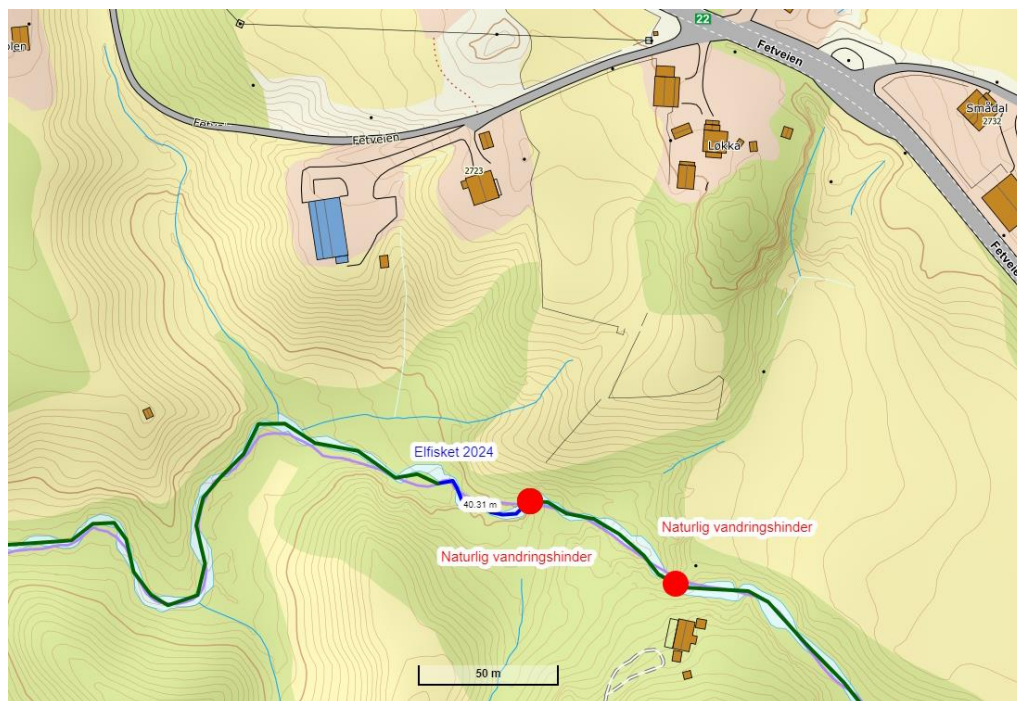 22
Fetveien
Smådal
2732
Løkka
Fetveien
2723
Fetveien
Elfisket 2024
40.31 m
Naturlig vandringshinder
Naturlig vandringshinder
50 m